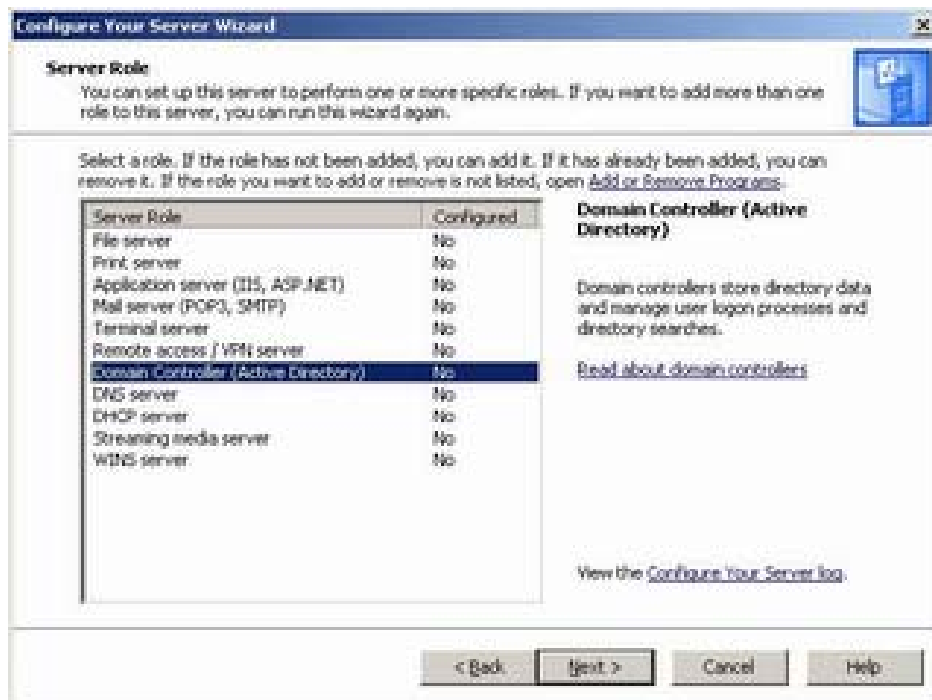 Configure Your Server Wizard
Server Role
You can set up this server to perform one or more specific roles. If you want to add more than one
role to this server, you can run this wizard again.
Select a role. If the role has not been added, you can add it. If it has already been added, you can
remove it. If the role you want to add or remove is not listed, open Add or Remove Programs.
Server Role Configured
File server No
Print server No
Application server (IIS, ASP.NET) No
Mail server (POP3, SMTP) No
Terminal server No
Remote access / VPN server No
Domain Controller (Active Directory) No
DNS server No
DHCP server No
Streaming media server No
WINS server No
Domain Controller (Active
Directory)
Domain controllers store directory data
and manage user logon processes and
directory searches.
Read about domain controllers
View the Configure Your Server log.
< Back Next > Cancel Help